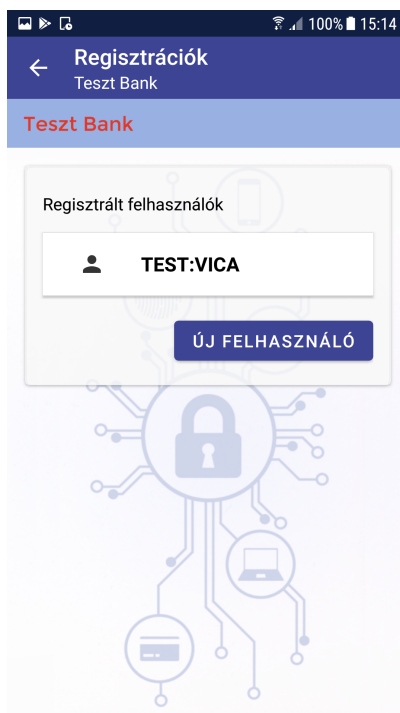 100% 15:14
Regisztrációk
Teszt Bank
Teszt Bank
Regisztrált felhasználók
TEST:VICA
ÚJ FELHASZNÁLÓ